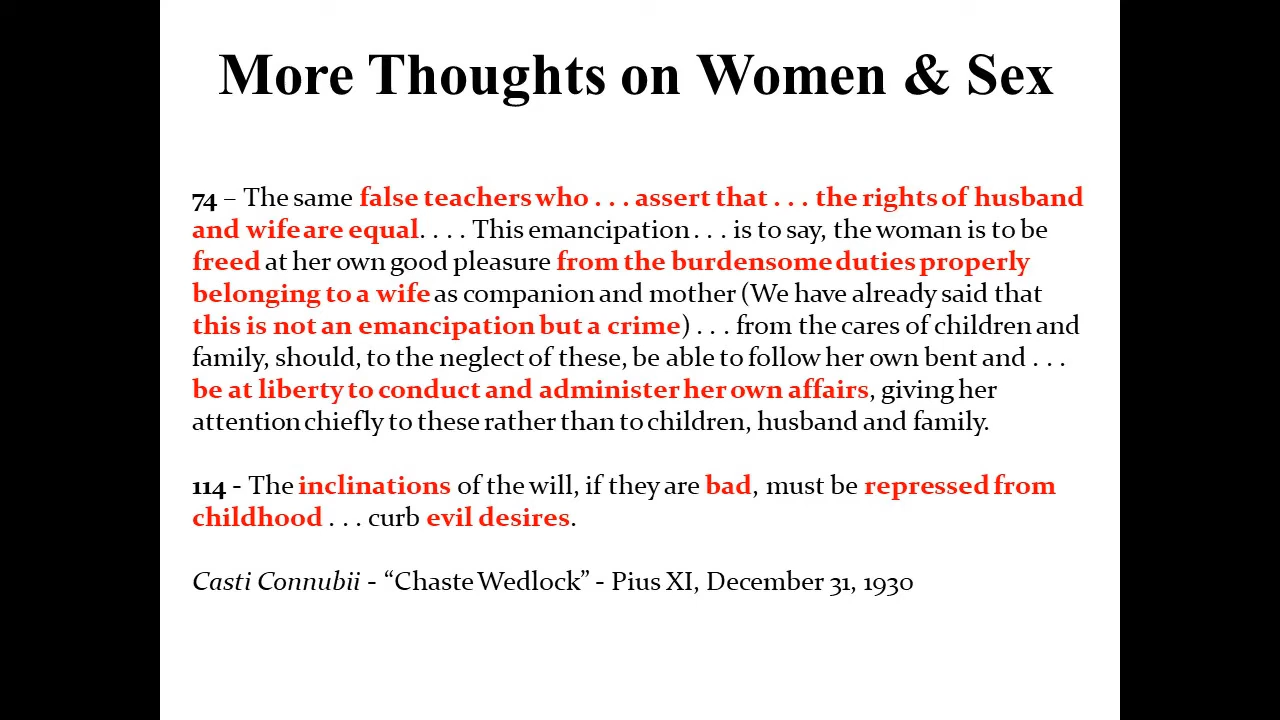 More Thoughts on Women & Sex
74 – The same false teachers who . . . assert that . . . the rights of husband
and wife are equal. . . . This emancipation . . . is to say, the woman is to be
freed at her own good pleasure from the burdensome duties properly
belonging to a wife as companion and mother (We have already said that
this is not an emancipation but a crime) . . . from the cares of children and
family, should, to the neglect of these, be able to follow her own bent and . . .
be at liberty to conduct and administer her own affairs, giving her
attention chiefly to these rather than to children, husband and family.
114 - The inclinations of the will, if they are bad, must be repressed from
childhood . . . curb evil desires.
Casti Connubii - “Chaste Wedlock” - Pius XI, December 31, 1930